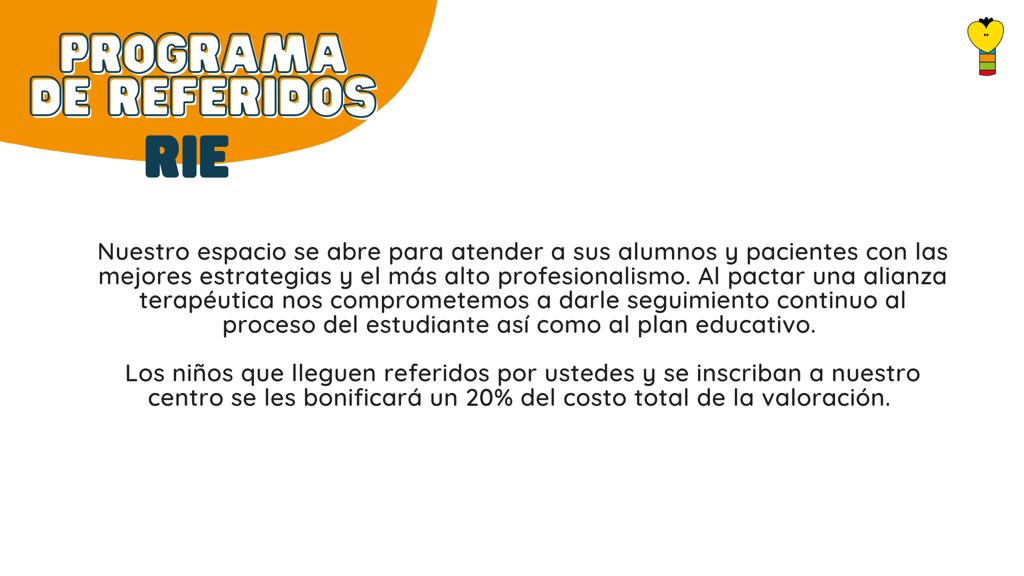 PROGRAMA
DE REFERIDOS
RIE
Nuestro espacio se abre para atender a sus alumnos y pacientes con las
mejores estrategias y el más alto profesionalismo. Al pactar una alianza
terapéutica nos comprometemos a darle seguimiento continuo al
proceso del estudiante así como al plan educativo.
Los niños que lleguen referidos por ustedes y se inscriban a nuestro
centro se les bonificará un 20% del costo total de la valoración.